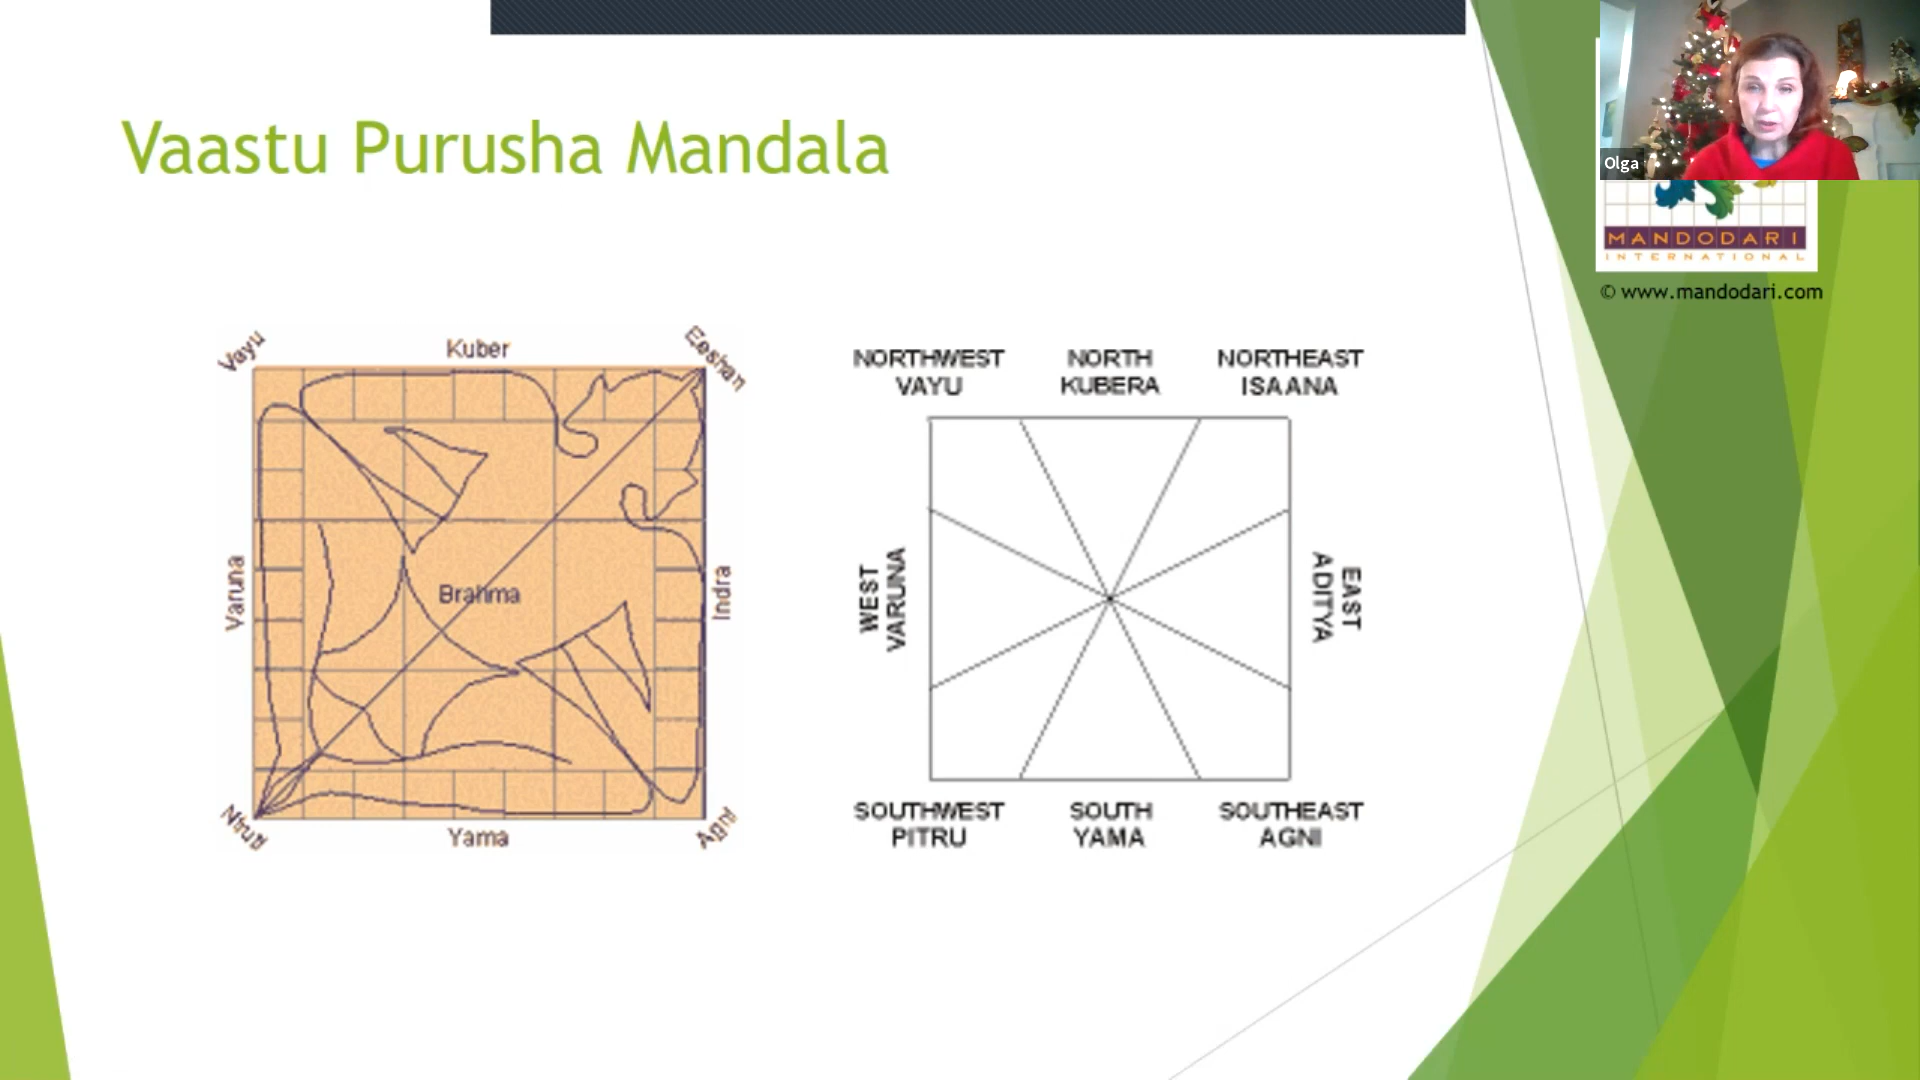 Vaastu Purusha Mandala
Olga
MANDODARI
INTERNATIONAL
© www.mandodari.com
Vayu
Kuber
Eeshan
Varuna
Brahma
Indra
Niruti
Yama
Agni
NORTHWEST
VAYU
NORTH
KUBERA
NORTHEAST
ISAANA
WEST
VARUNA
EAST
ADITYA
SOUTHWEST
PITRU
SOUTH
YAMA
SOUTHEAST
AGNI